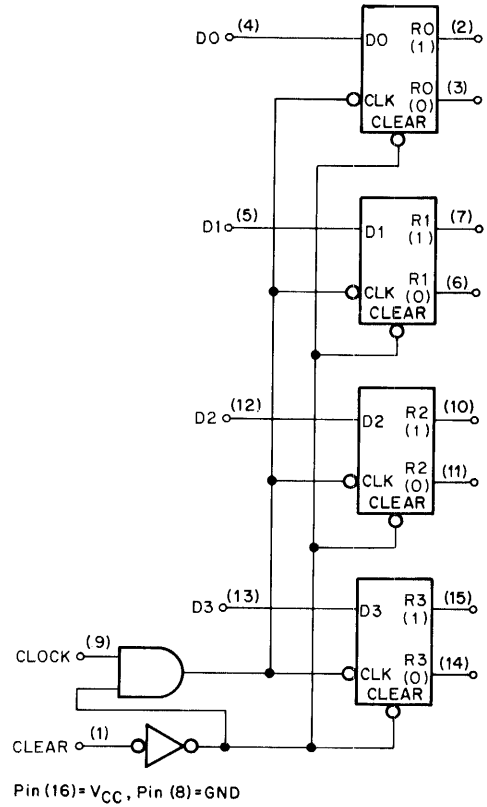 D0 (4) D0 R0 (1) (2)
R0 (0) (3)
CLK
CLEAR
D1 (5) D1 R1 (1) (7)
R1 (0) (6)
CLK
CLEAR
D2 (12) D2 R2 (1) (10)
R2 (0) (11)
CLK
CLEAR
D3 (13) D3 R3 (1) (15)
R3 (0) (14)
CLK
CLEAR
CLOCK (9)
CLEAR (1)
Pin (16)=VCC, Pin (8)=GND